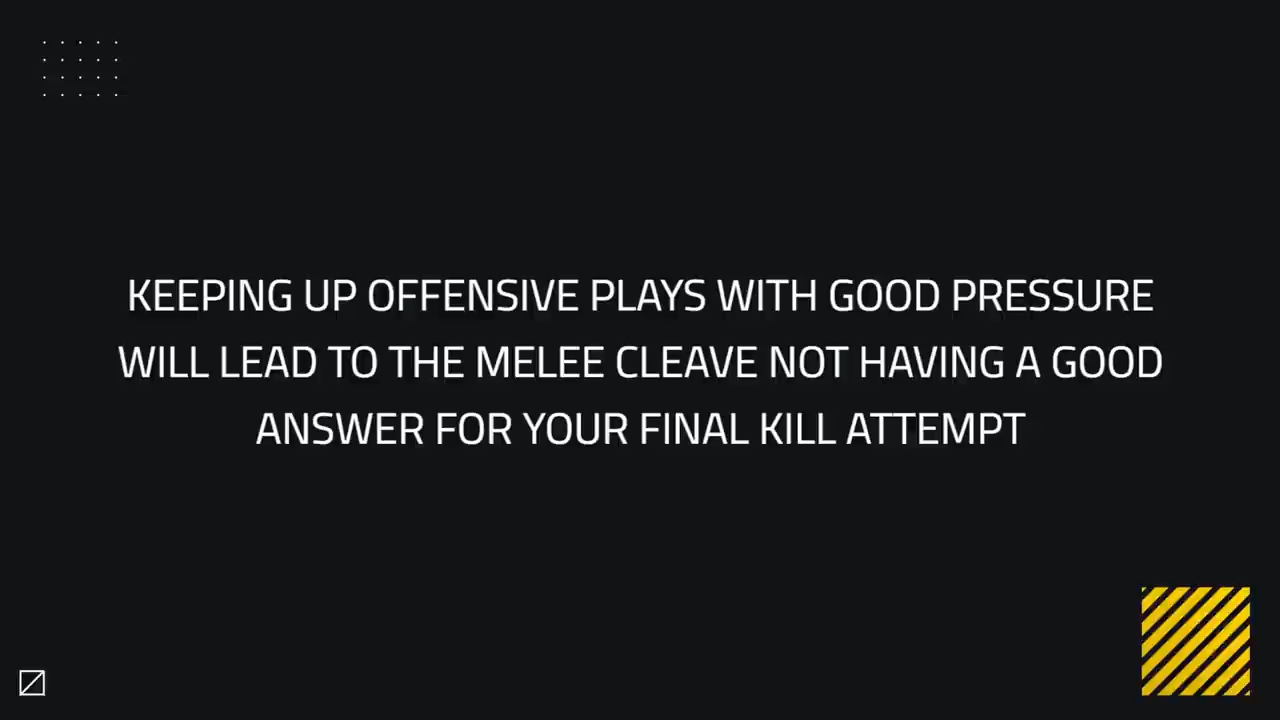 KEEPING UP OFFENSIVE PLAYS WITH GOOD PRESSURE
WILL LEAD TO THE MELEE CLEAVE NOT HAVING A GOOD
ANSWER FOR YOUR FINAL KILL ATTEMPT